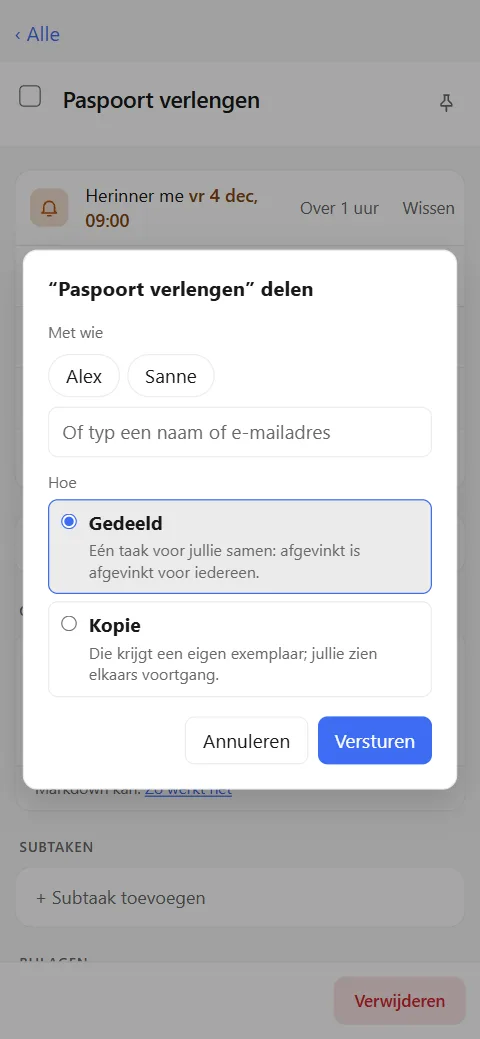 ‹ Alle
Paspoort verlengen
Herinner me vr 4 dec,
09:00
Over 1 uur
Wissen
“Paspoort verlengen” delen
Met wie
Alex
Sanne
Of typ een naam of e-mailadres
Hoe
Gedeeld
Eén taak voor jullie samen: afgevinkt is
afgevinkt voor iedereen.
Kopie
Die krijgt een eigen exemplaar; jullie zien
elkaars voortgang.
Annuleren
Versturen
Markdown kan. Zo werkt het
SUBTAKEN
+ Subtaak toevoegen
BIJLAGEN
Verwijderen